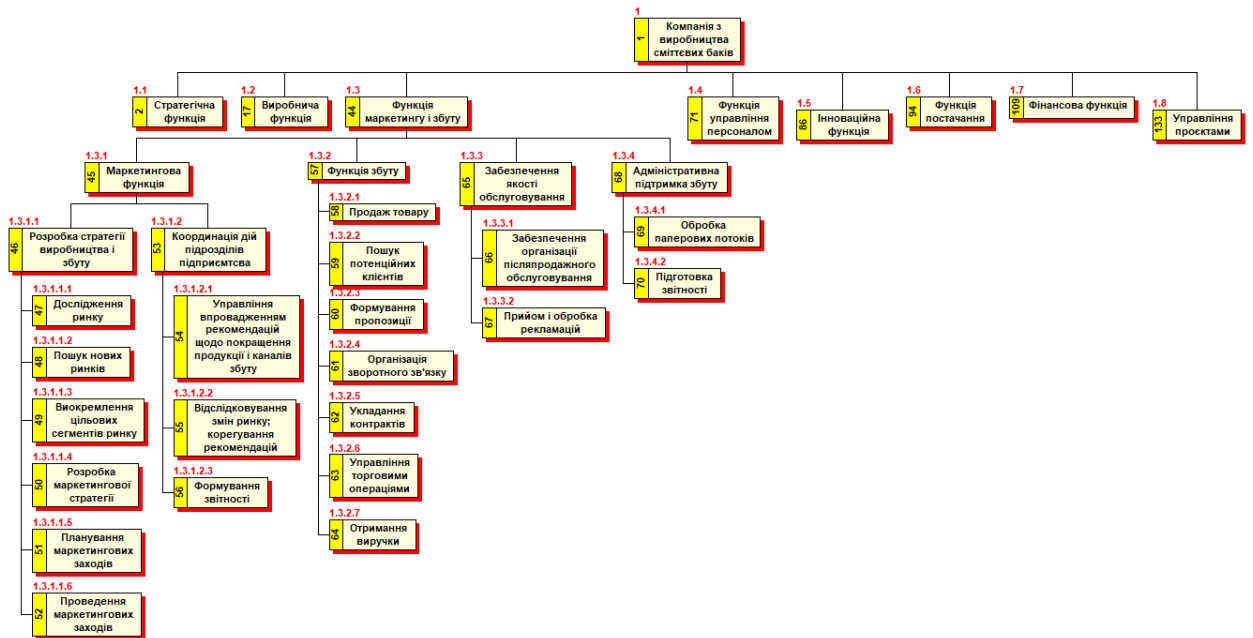 1
1
Компанія з
виробництва
сміттєвих баків
1.1
2
Стратегічна
функція
1.2
17
Виробнича
функція
1.3
44
Функція
маркетингу і збуту
1.4
71
Функція
управління
персоналом
1.5
86
Інноваційна
функція
1.6
94
Функція
постачання
1.7
109
Фінансова функція
1.8
133
Управління
проєктами
1.3.1
45
Маркетингова
функція
1.3.2
57
Функція збуту
1.3.3
65
Забезпечення
якості
обслуговування
1.3.4
68
Адміністративна
підтримка збуту
1.3.1.1
46
Розробка стратегії
виробництва і
збуту
1.3.1.1.1
47
Дослідження
ринку
1.3.1.1.2
48
Пошук нових
ринків
1.3.1.1.3
49
Виокремлення
цільових
сегментів ринку
1.3.1.1.4
50
Розробка
маркетингової
стратегії
1.3.1.1.5
51
Планування
маркетингових
заходів
1.3.1.1.6
52
Проведення
маркетингових
заходів
1.3.1.2
53
Координація дій
підрозділів
підприємтсва
1.3.1.2.1
54
Управління
впровадженням
рекомендацій
щодо покращення
продукції і каналів
збуту
1.3.1.2.2
55
Відслідковування
змін ринку;
корегування
рекомендацій
1.3.1.2.3
56
Формування
звітності
1.3.2.1
58
Продаж товару
1.3.2.2
59
Пошук
потенційних
клієнтів
1.3.2.3
60
Формування
пропозиції
1.3.2.4
61
Організація
зворотного зв'язку
1.3.2.5
62
Укладання
контрактів
1.3.2.6
63
Управління
торговими
операціями
1.3.2.7
64
Отримання
виручки
1.3.3.1
66
Забезпечення
організації
післяпродажного
обслуговування
1.3.3.2
67
Прийом і обробка
рекламацій
1.3.4.1
69
Обробка
паперових потоків
1.3.4.2
70
Підготовка
звітності